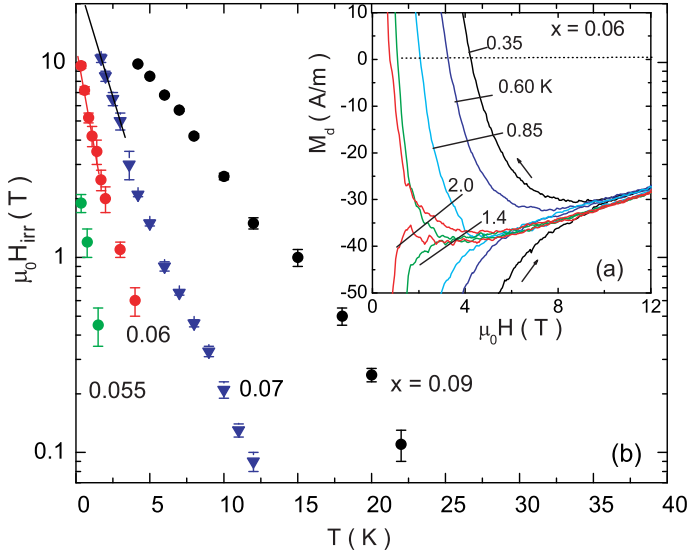 10
1
0.1
μ₀H_irr ( T )
0 5 10 15 20 25 30 35 40
T ( K )
0.055
0.06
0.07
x = 0.09
(b)
10
0
-10
-20
-30
-40
-50
M_d ( A/m )
0 4 8 12
μ₀H ( T )
x = 0.06
0.35
0.60 K
0.85
2.0
1.4
(a)